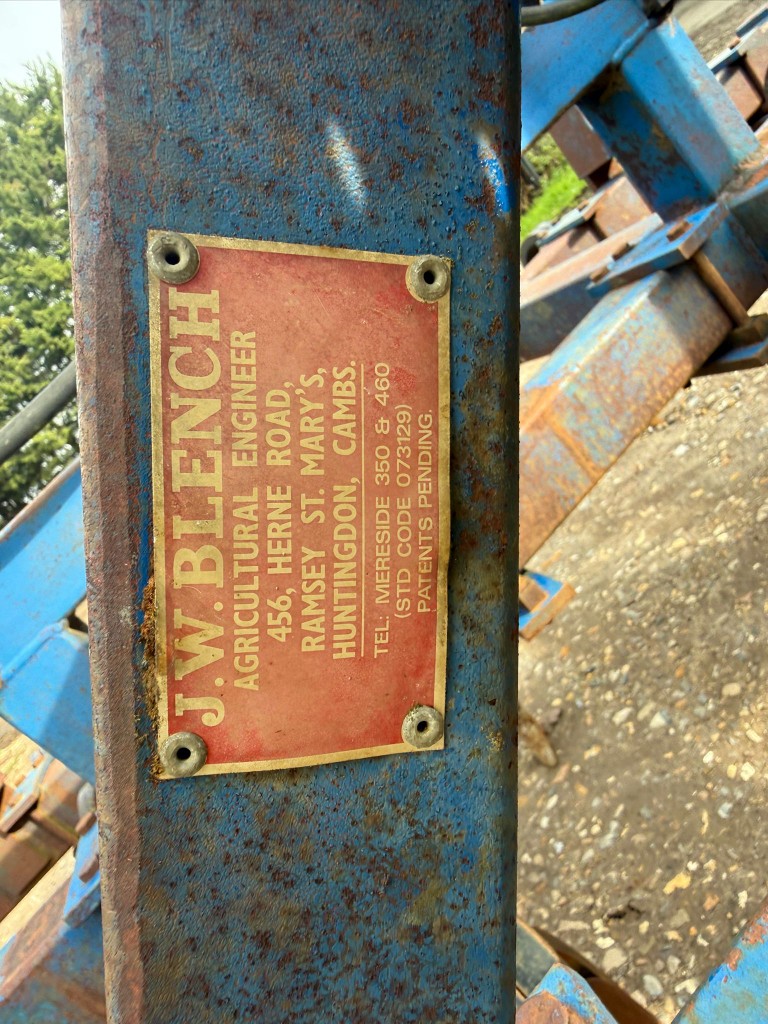 J.W.BLENCH
AGRICULTURAL ENGINEER
456, HERNE ROAD,
RAMSEY ST. MARY'S,
HUNTINGDON, CAMBS.
TEL: MERESIDE 350 & 460
(STD CODE 073129)
PATENTS PENDING.